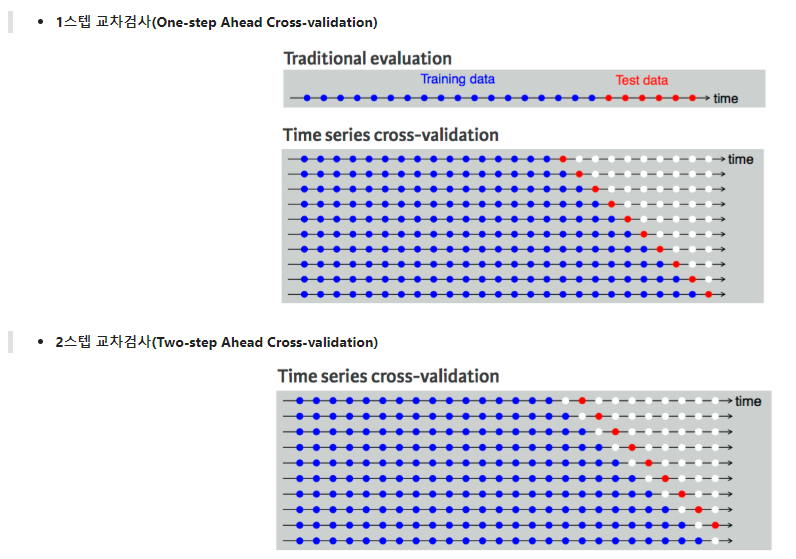 1스텝 교차검사(One-step Ahead Cross-validation)
Traditional evaluation
Training data Test data
time
Time series cross-validation
time
2스텝 교차검사(Two-step Ahead Cross-validation)
Time series cross-validation
time